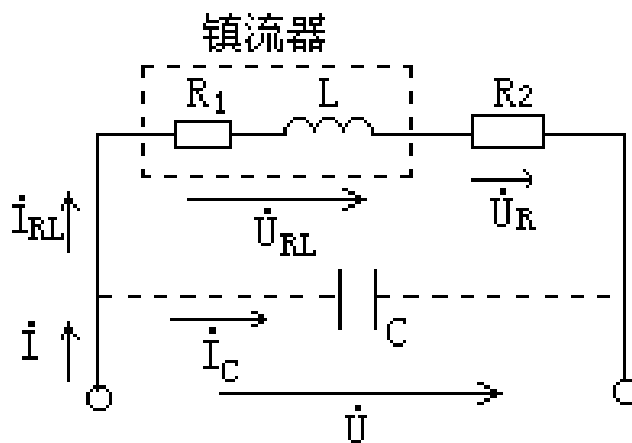 镇流器
R1 L R2
İRL U̇RL U̇R
İ İC C
U̇